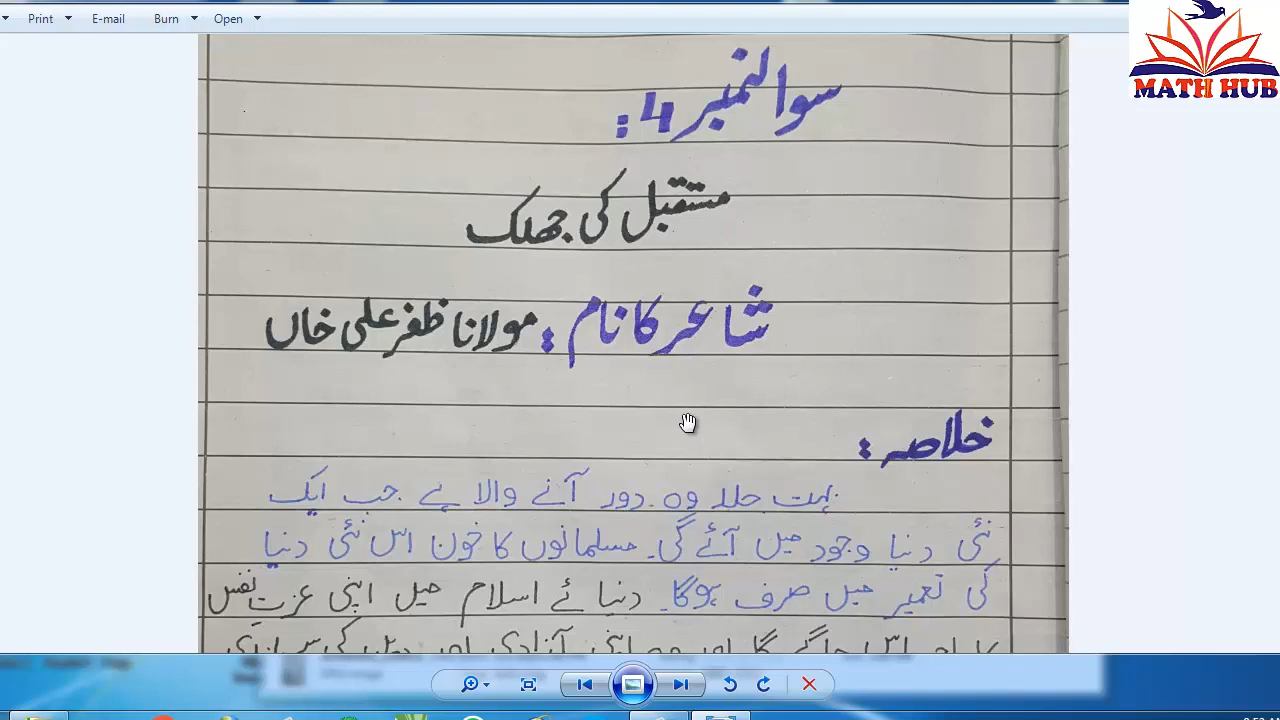 Print E-mail Burn Open
MATH HUB
سوالنمبر 4:
مستقبل کی جھلک
شاعر کا نام: مولانا ظفر علی خاں
خلاصہ:
بہت جلد وہ دور آنے والا ہے جب ایک
نئی دنیا وجود میں آئے گی۔ مسلمانوں کا خون اس نئی دنیا
کی تعمیر میں صرف ہوگا۔ دنیائے اسلام میں اپنی عزتِ نفس